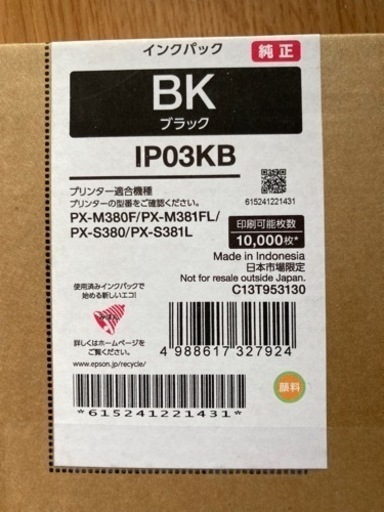 インクパック 純正
BK
ブラック
IP03KB
プリンター適合機種
プリンターの型番をご確認ください。
PX-M380F/PX-M381FL/
PX-S380/PX-S381L
615241221431
印刷可能枚数
10,000枚*
Made in Indonesia
日本市場限定
Not for resale outside Japan.
C13T953130
使用済みインクパックで
始める新しいエコ!
詳しくはホームページを
ご覧ください。
www.epson.jp/recycle/
4 988617 327924
*615241221431*
顔料